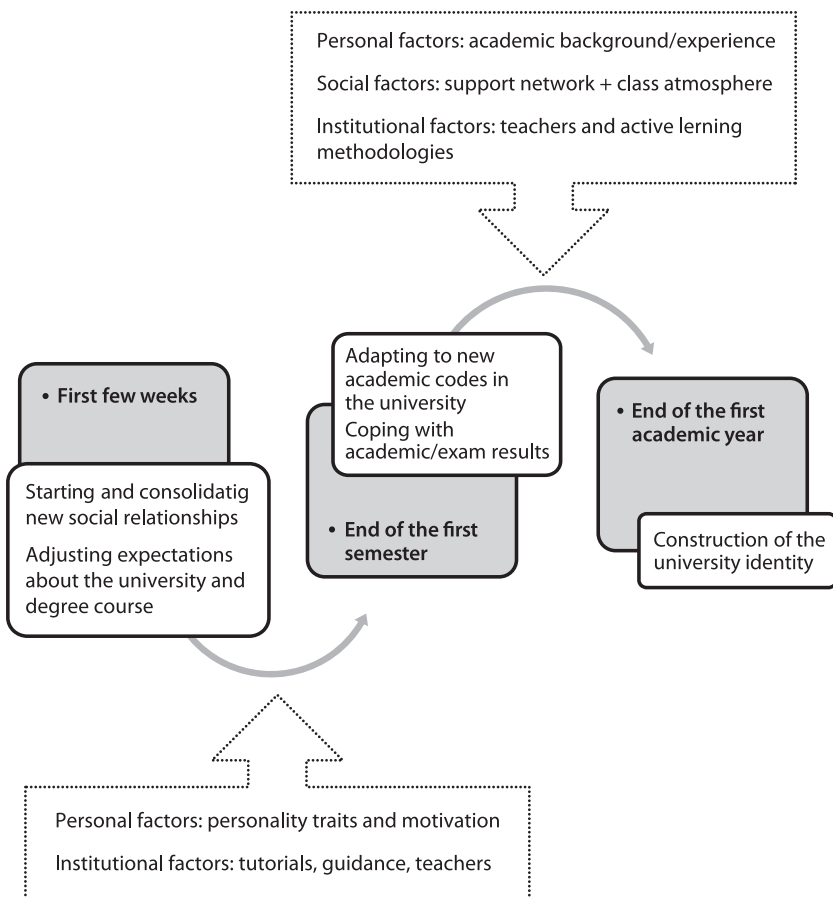 Personal factors: academic background/experience
Social factors: support network + class atmosphere
Institutional factors: teachers and active lerning
methodologies
• First few weeks
Starting and consolidatig
new social relationships
Adjusting expectations
about the university and
degree course
Adapting to new
academic codes in
the university
Coping with
academic/exam results
• End of the first
semester
• End of the first
academic year
Construction of the
university identity
Personal factors: personality traits and motivation
Institutional factors: tutorials, guidance, teachers